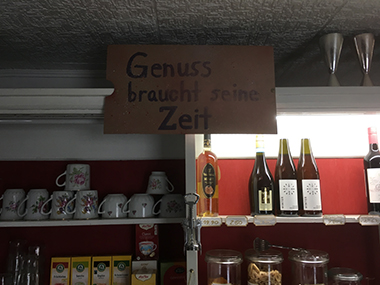 Genuss
braucht seine
Zeit